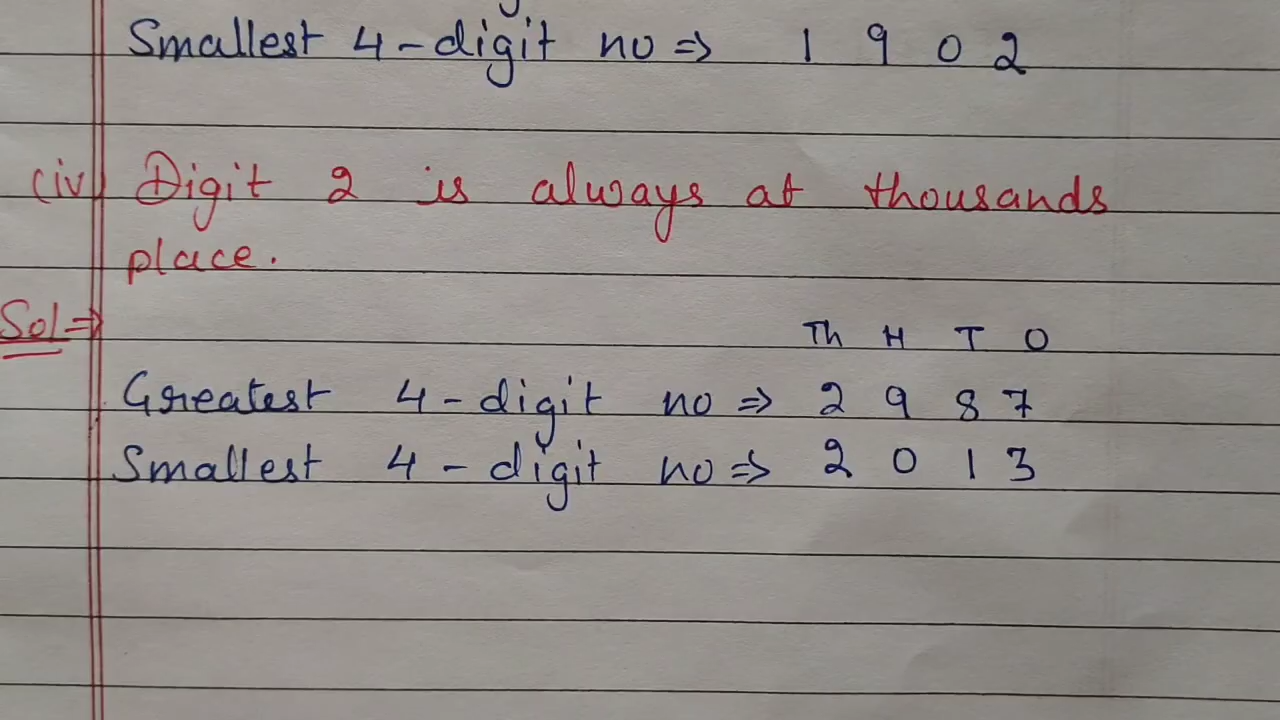 Smallest 4-digit no ⇒ 1 9 0 2
(iv) Digit 2 is always at thousands
place.
Sol ⇒
Th H T O
Greatest 4-digit no ⇒ 2 9 8 7
Smallest 4-digit no ⇒ 2 0 1 3